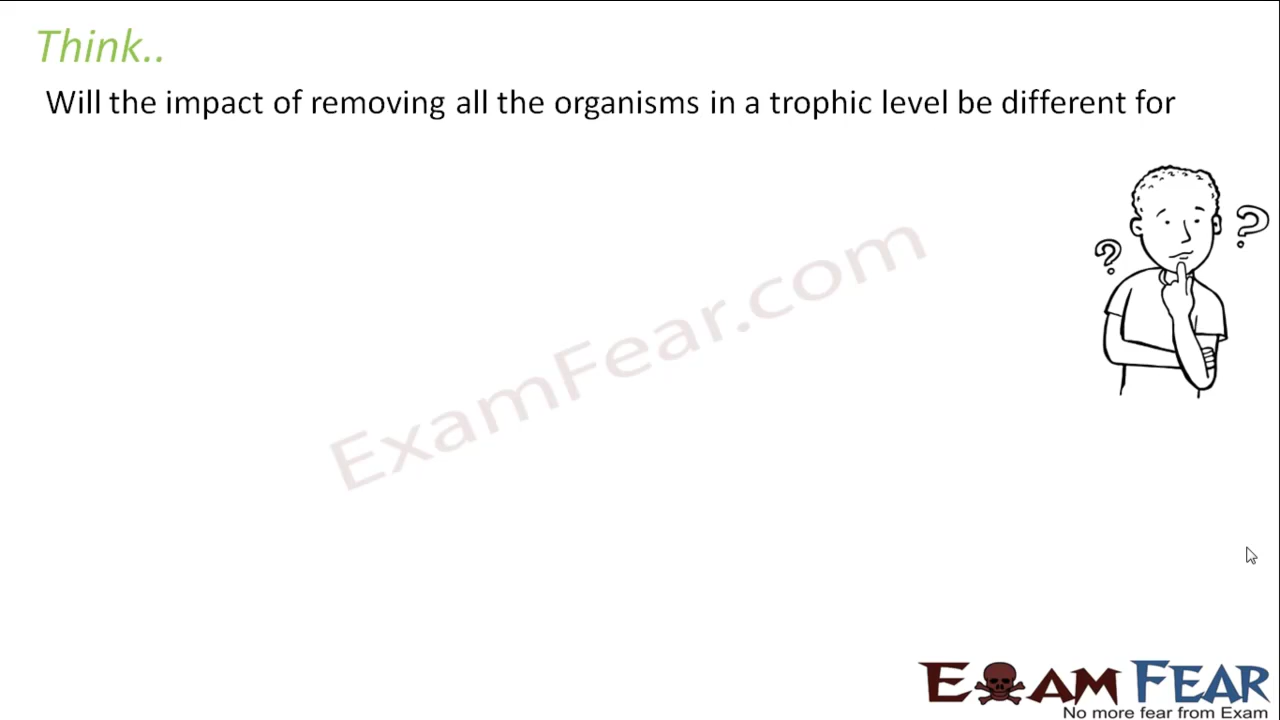 Think..
Will the impact of removing all the organisms in a trophic level be different for
? ?
ExamFear.com
EXAM FEAR
No more fear from Exam